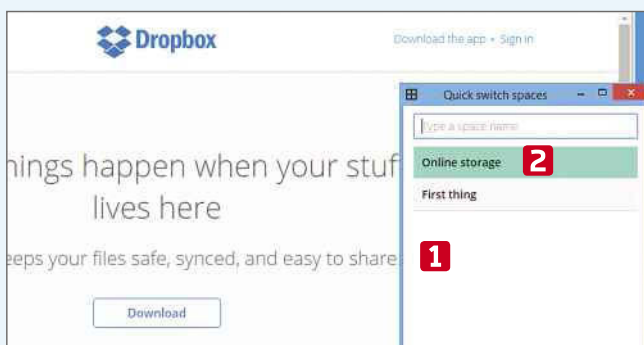 Dropbox
Download the app • Sign in
Quick switch spaces
Type a space name
Online storage 2
First thing
hings happen when your stuf
lives here
eeps your files safe, synced, and easy to share
1
Download